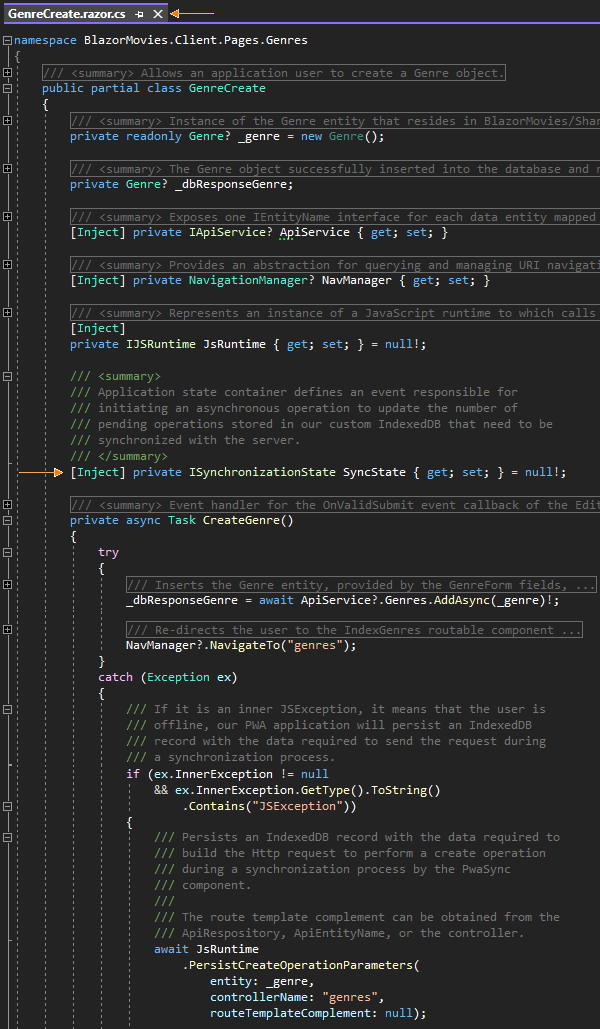 GenreCreate.razor.cs
namespace BlazorMovies.Client.Pages.Genres
{
/// <summary> Allows an application user to create a Genre object.
public partial class GenreCreate
{
/// <summary> Instance of the Genre entity that resides in BlazorMovies/Shar
private readonly Genre? _genre = new Genre();
/// <summary> The Genre object successfully inserted into the database and r
private Genre? _dbResponseGenre;
/// <summary> Exposes one IEntityName interface for each data entity mapped
[Inject] private IApiService? ApiService { get; set; }
/// <summary> Provides an abstraction for querying and managing URI navigati
[Inject] private NavigationManager? NavManager { get; set; }
/// <summary> Represents an instance of a JavaScript runtime to which calls
[Inject]
private IJSRuntime JsRuntime { get; set; } = null!;
/// <summary>
/// Application state container defines an event responsible for
/// initiating an asynchronous operation to update the number of
/// pending operations stored in our custom IndexedDB that need to be
/// synchronized with the server.
/// </summary>
[Inject] private ISynchronizationState SyncState { get; set; } = null!;
/// <summary> Event handler for the OnValidSubmit event callback of the Edit
private async Task CreateGenre()
{
try
{
/// Inserts the Genre entity, provided by the GenreForm fields, ...
_dbResponseGenre = await ApiService?.Genres.AddAsync(_genre)!;
/// Re-directs the user to the IndexGenres routable component ...
NavManager?.NavigateTo("genres");
}
catch (Exception ex)
{
/// If it is an inner JSException, it means that the user is
/// offline, our PWA application will persist an IndexedDB
/// record with the data required to send the request during
/// a synchronization process.
if (ex.InnerException != null
&& ex.InnerException.GetType().ToString()
.Contains("JSException"))
{
/// Persists an IndexedDB record with the data required to
/// build the Http request to perform a create operation
/// during a synchronization process by the PwaSync
/// component.
///
/// The route template complement can be obtained from the
/// ApiRespository, ApiEntityName, or the controller.
await JsRuntime
.PersistCreateOperationParameters(
entity: _genre,
controllerName: "genres",
routeTemplateComplement: null);